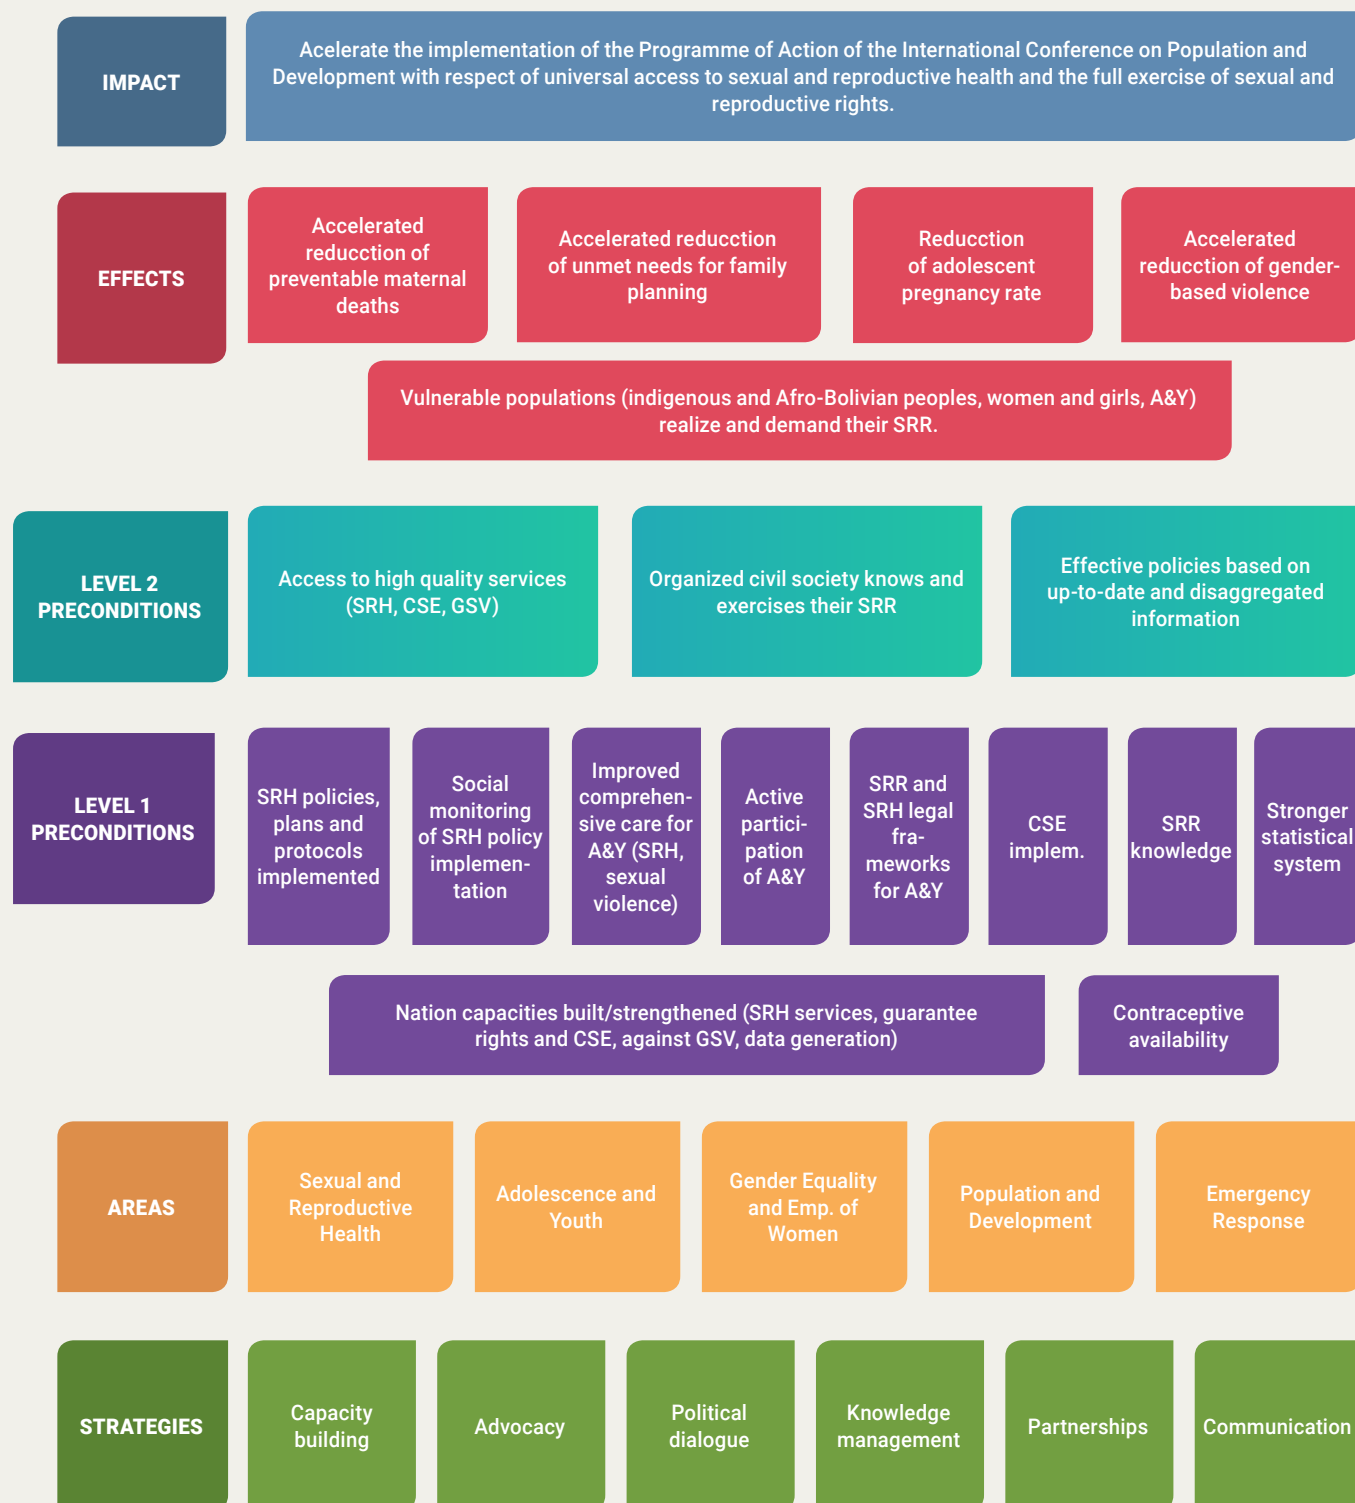 IMPACT
Acelerate the implementation of the Programme of Action of the International Conference on Population and
Development with respect of universal access to sexual and reproductive health and the full exercise of sexual and
reproductive rights.
EFFECTS
Accelerated
reducction of
preventable maternal
deaths
Accelerated reducction
of unmet needs for family
planning
Reducction
of adolescent
pregnancy rate
Accelerated
reducction of gender-
based violence
Vulnerable populations (indigenous and Afro-Bolivian peoples, women and girls, A&Y)
realize and demand their SRR.
LEVEL 2
PRECONDITIONS
Access to high quality services
(SRH, CSE, GSV)
Organized civil society knows and
exercises their SRR
Effective policies based on
up-to-date and disaggregated
information
LEVEL 1
PRECONDITIONS
SRH policies,
plans and
protocols
implemented
Social
monitoring
of SRH policy
implemen-
tation
Improved
comprehen-
sive care for
A&Y (SRH,
sexual
violence)
Active
partici-
pation
of A&Y
SRR and
SRH legal
fra-
meworks
for A&Y
CSE
implem.
SRR
knowledge
Stronger
statistical
system
Nation capacities built/strengthened (SRH services, guarantee
rights and CSE, against GSV, data generation)
Contraceptive
availability
AREAS
Sexual and
Reproductive
Health
Adolescence and
Youth
Gender Equality
and Emp. of
Women
Population and
Development
Emergency
Response
STRATEGIES
Capacity
building
Advocacy
Political
dialogue
Knowledge
management
Partnerships
Communication